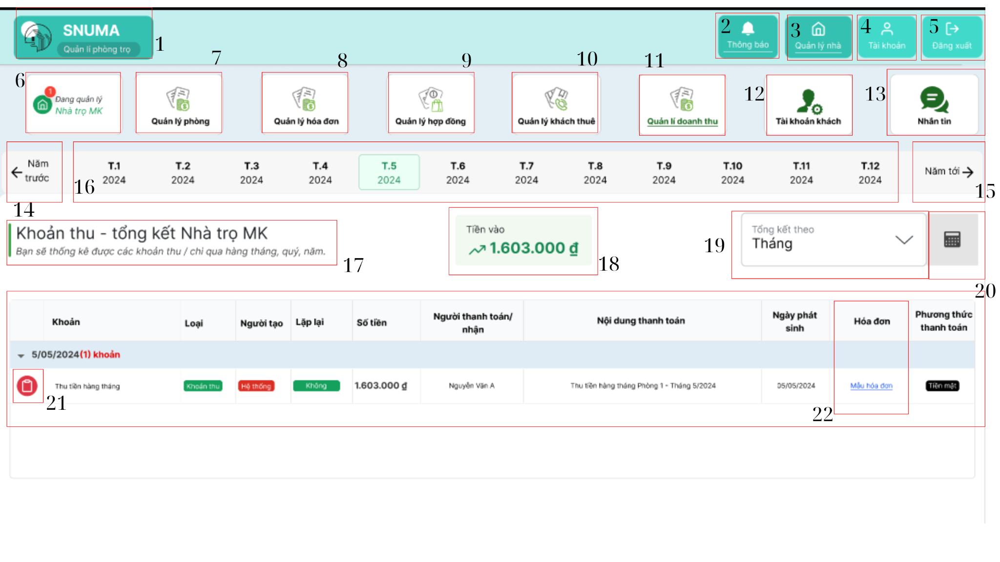 SNUMA
Quản lí phòng trọ
1
2
Thông báo
3
Quản lý nhà
4
Tài khoản
5
Đăng xuất
6
1
Đang quản lý
Nhà trọ MK
7
Quản lý phòng
8
Quản lý hóa đơn
9
Quản lý hợp đồng
10
Quản lý khách thuê
11
Quản lí doanh thu
12
Tài khoản khách
13
Nhắn tin
Năm
trước
14
16
T.1
2024
T.2
2024
T.3
2024
T.4
2024
T.5
2024
T.6
2024
T.7
2024
T.8
2024
T.9
2024
T.10
2024
T.11
2024
T.12
2024
Năm tới
15
Khoản thu - tổng kết Nhà trọ MK
Bạn sẽ thống kê được các khoản thu / chi qua hàng tháng, quý, năm.
17
Tiền vào
1.603.000 ₫
18
19
Tổng kết theo
Tháng
20
Khoản
Loại
Người tạo
Lặp lại
Số tiền
Người thanh toán/
nhận
Nội dung thanh toán
Ngày phát
sinh
Hóa đơn
Phương thức
thanh toán
5/05/2024(1) khoản
Thu tiền hàng tháng
Khoản thu
Hệ thống
Không
1.603.000 ₫
Nguyễn Văn A
Thu tiền hàng tháng Phòng 1 - Tháng 5/2024
05/05/2024
Mẫu hóa đơn
Tiền mặt
21
22